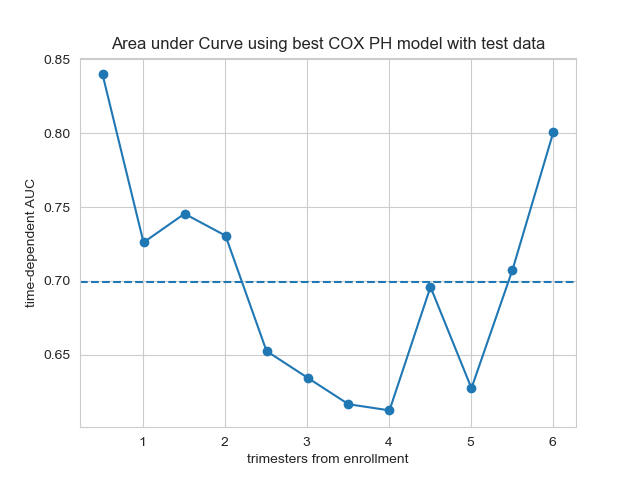 Area under Curve using best COX PH model with test data
time-dependent AUC
0.85
0.80
0.75
0.70
0.65
1 2 3 4 5 6
trimesters from enrollment